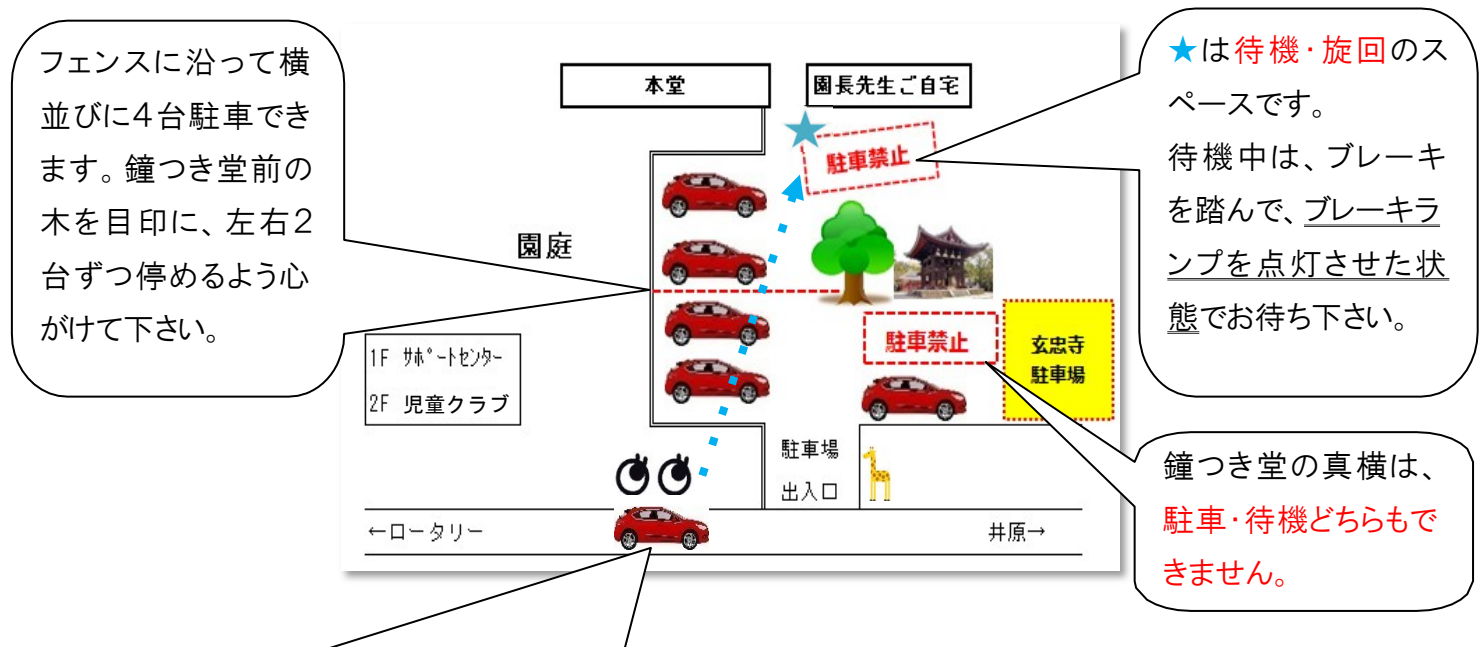 フェンスに沿って横
並びに４台駐車でき
ます。鐘つき堂前の
木を目印に、左右２
台ずつ停めるよう心
がけて下さい。
本堂
園長先生ご自宅
駐車禁止
園庭
駐車禁止
玄忠寺
駐車場
1F ｻﾎﾟｰﾄｾﾝﾀｰ
2F 児童クラブ
駐車場
出入口
←ロータリー
井原→
★は待機・旋回のス
ペースです。
待機中は、ブレーキ
を踏んで、ブレーキラ
ンプを点灯させた状
態でお待ち下さい。
鐘つき堂の真横は、
駐車・待機どちらもで
きません。